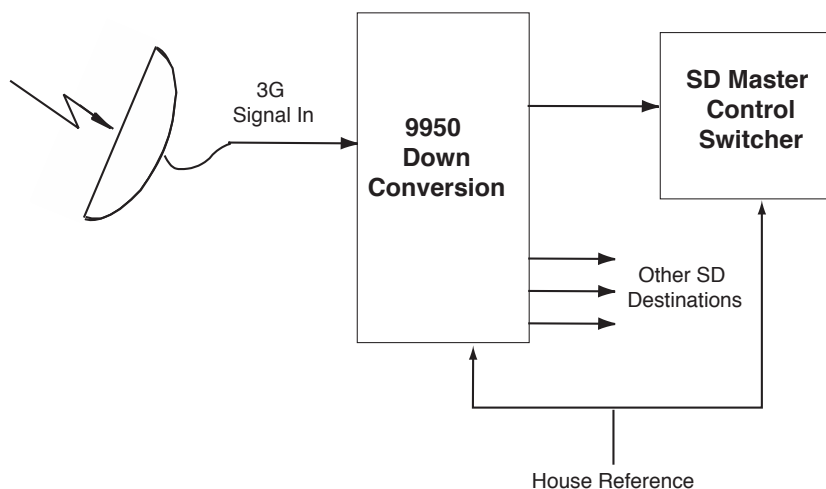 3G
Signal In
9950
Down
Conversion
SD Master
Control
Switcher
Other SD
Destinations
House Reference